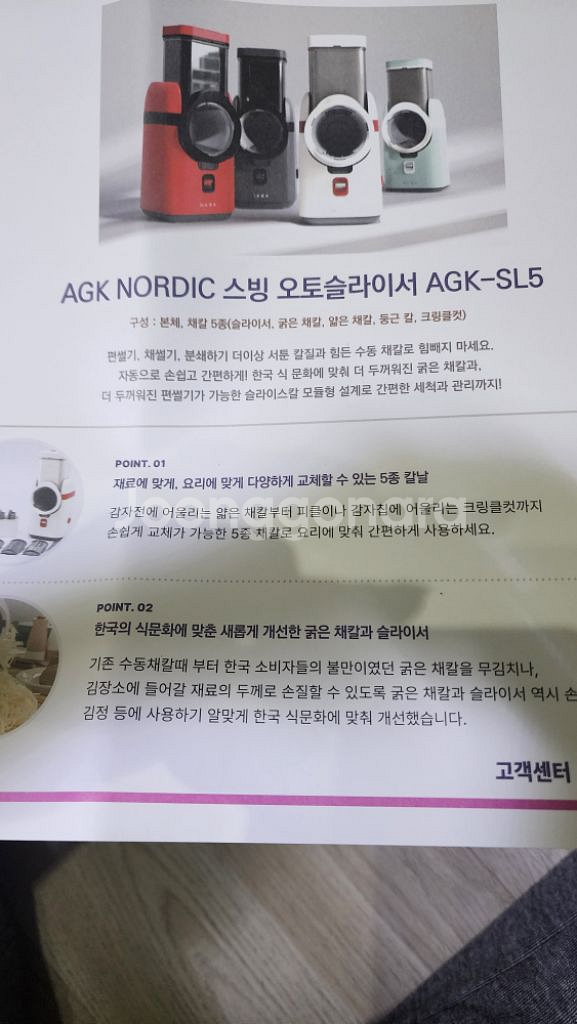 AGK NORDIC 스빙 오토슬라이서 AGK-SL5
구성 : 본체, 채칼 5종(슬라이서, 굵은 채칼, 얇은 채칼, 둥근 칼, 크링클컷)
편썰기, 채썰기, 분쇄하기 더이상 서툰 칼질과 힘든 수동 채칼로 힘빼지 마세요.
자동으로 손쉽고 간편하게! 한국 식 문화에 맞춰 더 두꺼워진 굵은 채칼과,
더 두꺼워진 편썰기가 가능한 슬라이스칼 모듈형 설계로 간편한 세척과 관리까지!
POINT. 01
재료에 맞게, 요리에 맞게 다양하게 교체할 수 있는 5종 칼날
Joonggonara
감자전에 어울리는 얇은 채칼부터 피클이나 감자칩에 어울리는 크링클컷까지
손쉽게 교체가 가능한 5종 채칼로 요리에 맞춰 간편하게 사용하세요.
POINT. 02
한국의 식문화에 맞춘 새롭게 개선한 굵은 채칼과 슬라이서
기존 수동채칼때 부터 한국 소비자들의 불만이였던 굵은 채칼을 무김치나,
김장소에 들어갈 재료의 두께로 손질할 수 있도록 굵은 채칼과 슬라이서 역시 손
김정 등에 사용하기 알맞게 한국 식문화에 맞춰 개선했습니다.
고객센터